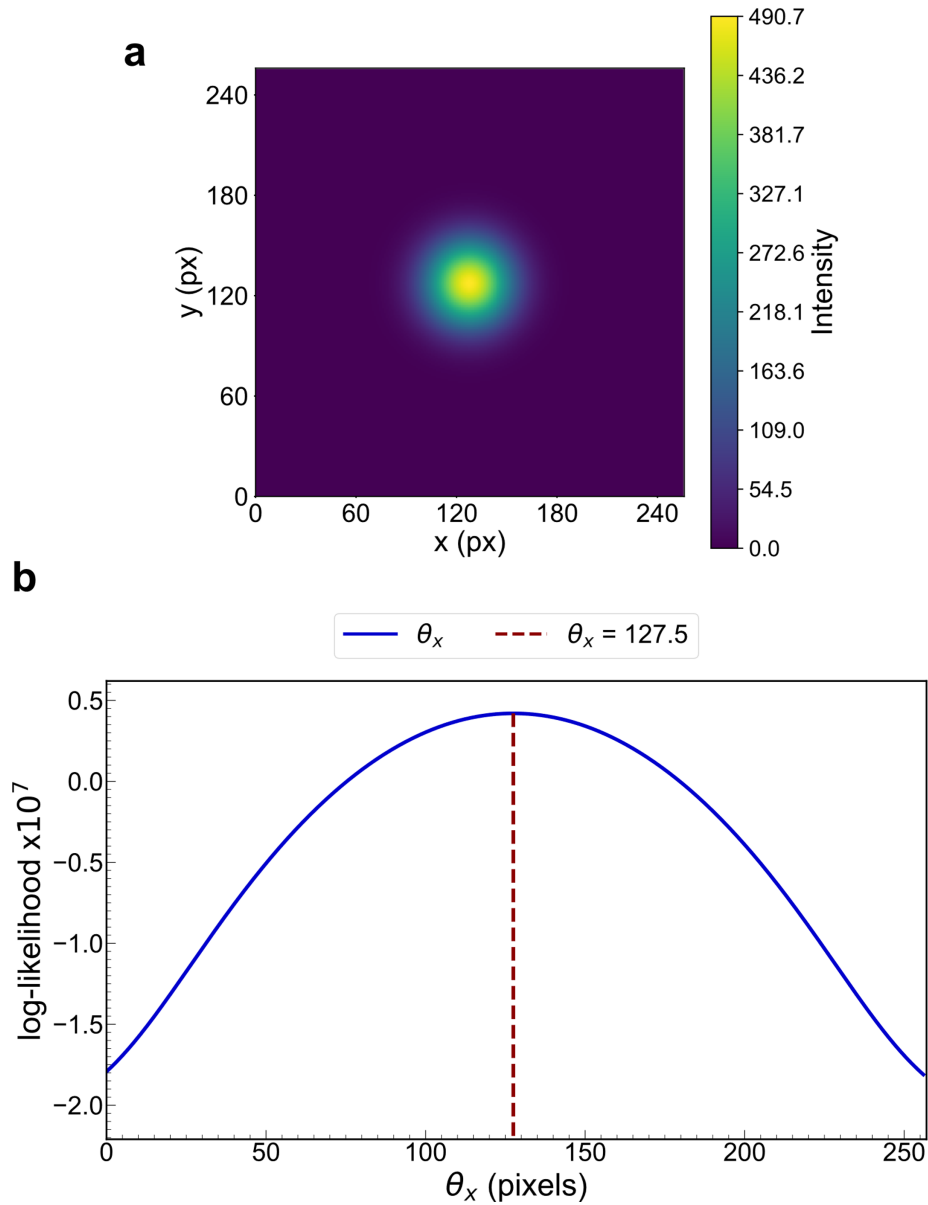 a
490.7
436.2
381.7
327.1
272.6
218.1
163.6
109.0
54.5
0.0
Intensity
240
180
120
60
0
y (px)
0 60 120 180 240
x (px)
b
θx θx = 127.5
0.5
0.0
−0.5
−1.0
−1.5
−2.0
log-likelihood x10⁷
0 50 100 150 200 250
θx (pixels)